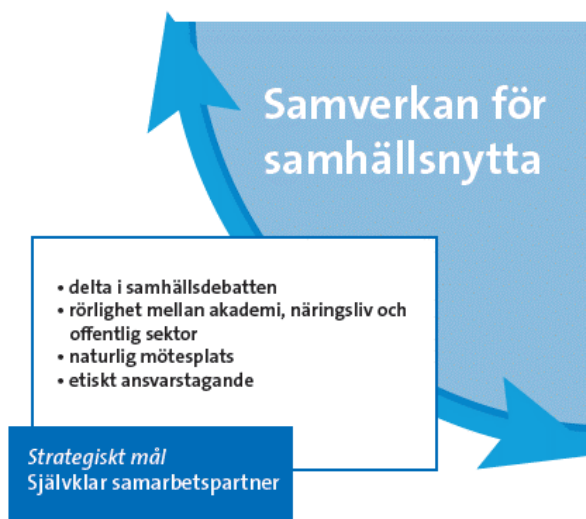 Samverkan för
samhällsnytta
• delta i samhällsdebatten
• rörlighet mellan akademi, näringsliv och
offentlig sektor
• naturlig mötesplats
• etiskt ansvarstagande
Strategiskt mål
Självklar samarbetspartner